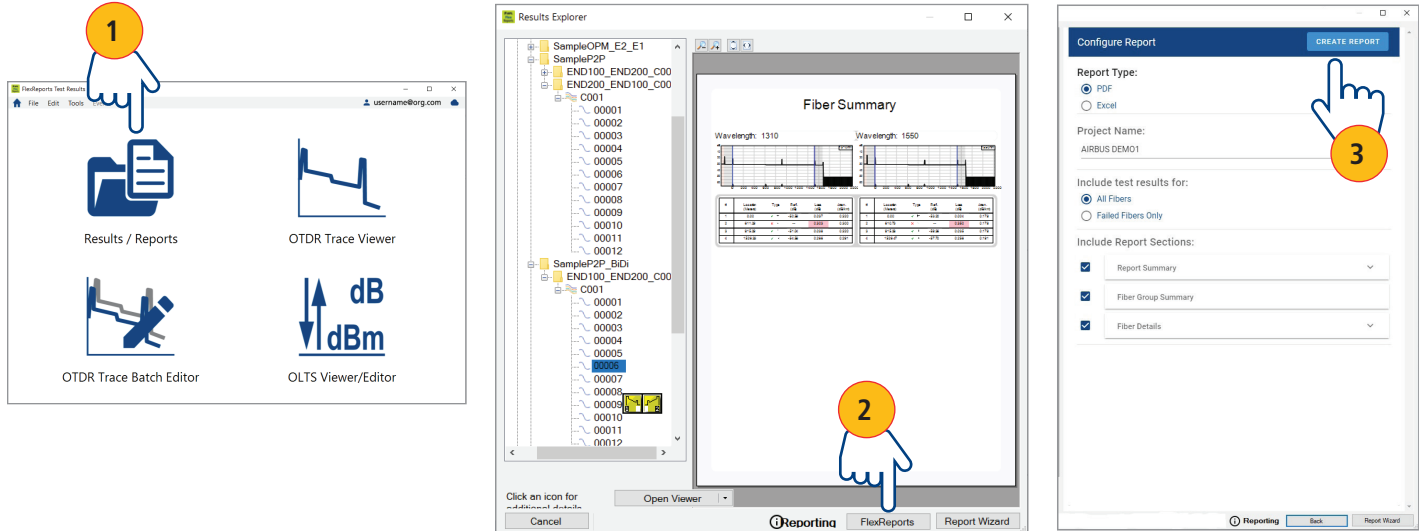 1
FlexReports Test Results
File Edit Tools
username@org.com
Results / Reports
OTDR Trace Viewer
OTDR Trace Batch Editor
dB
dBm
OLTS Viewer/Editor
Results Explorer
SampleOPM_E2_E1
SampleP2P
END100_END200_C00
END200_END100_C00
C001
00001
00002
00003
00004
00005
00006
00007
00008
00009
00010
00011
00012
SampleP2P_BiDi
END100_END200_C00
C001
00001
00002
00003
00004
00005
00006
00007
00008
00009
00010
00011
00012
Click an icon for
additional details
Open Viewer
Cancel
Fiber Summary
Wavelength: 1310
Wavelength: 1550
2
Reporting
FlexReports
Report Wizard
Configure Report
CREATE REPORT
Report Type:
PDF
Excel
3
Project Name:
AIRBUS DEMO1
Include test results for:
All Fibers
Failed Fibers Only
Include Report Sections:
Report Summary
Fiber Group Summary
Fiber Details
Reporting
Back
Report Wizard